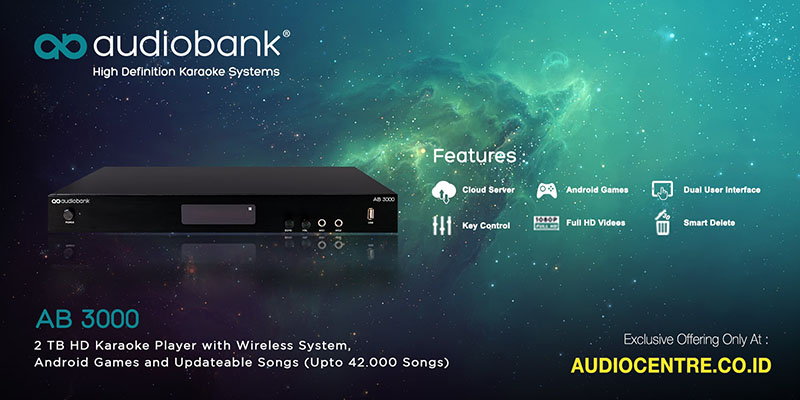 audiobank®
High Definition Karaoke Systems
Features :
Cloud Server
Android Games
Dual User Interface
Key Control
1080P
FULL HD
Full HD Videos
Smart Delete
audiobank
AB 3000
POWER
USB
AB 3000
2 TB HD Karaoke Player with Wireless System,
Android Games and Updateable Songs (Upto 42.000 Songs)
Exclusive Offering Only At :
AUDIOCENTRE.CO.ID